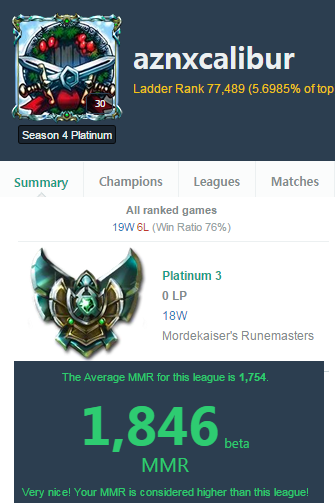 aznxcalibur
Ladder Rank 77,489 (5.6985% of top
30
Season 4 Platinum
Summary Champions Leagues Matches
All ranked games
19W 6L (Win Ratio 76%)
Platinum 3
0 LP
18W
Mordekaiser's Runemasters
The Average MMR for this league is 1,754.
1,846 beta
MMR
Very nice! Your MMR is considered higher than this league!